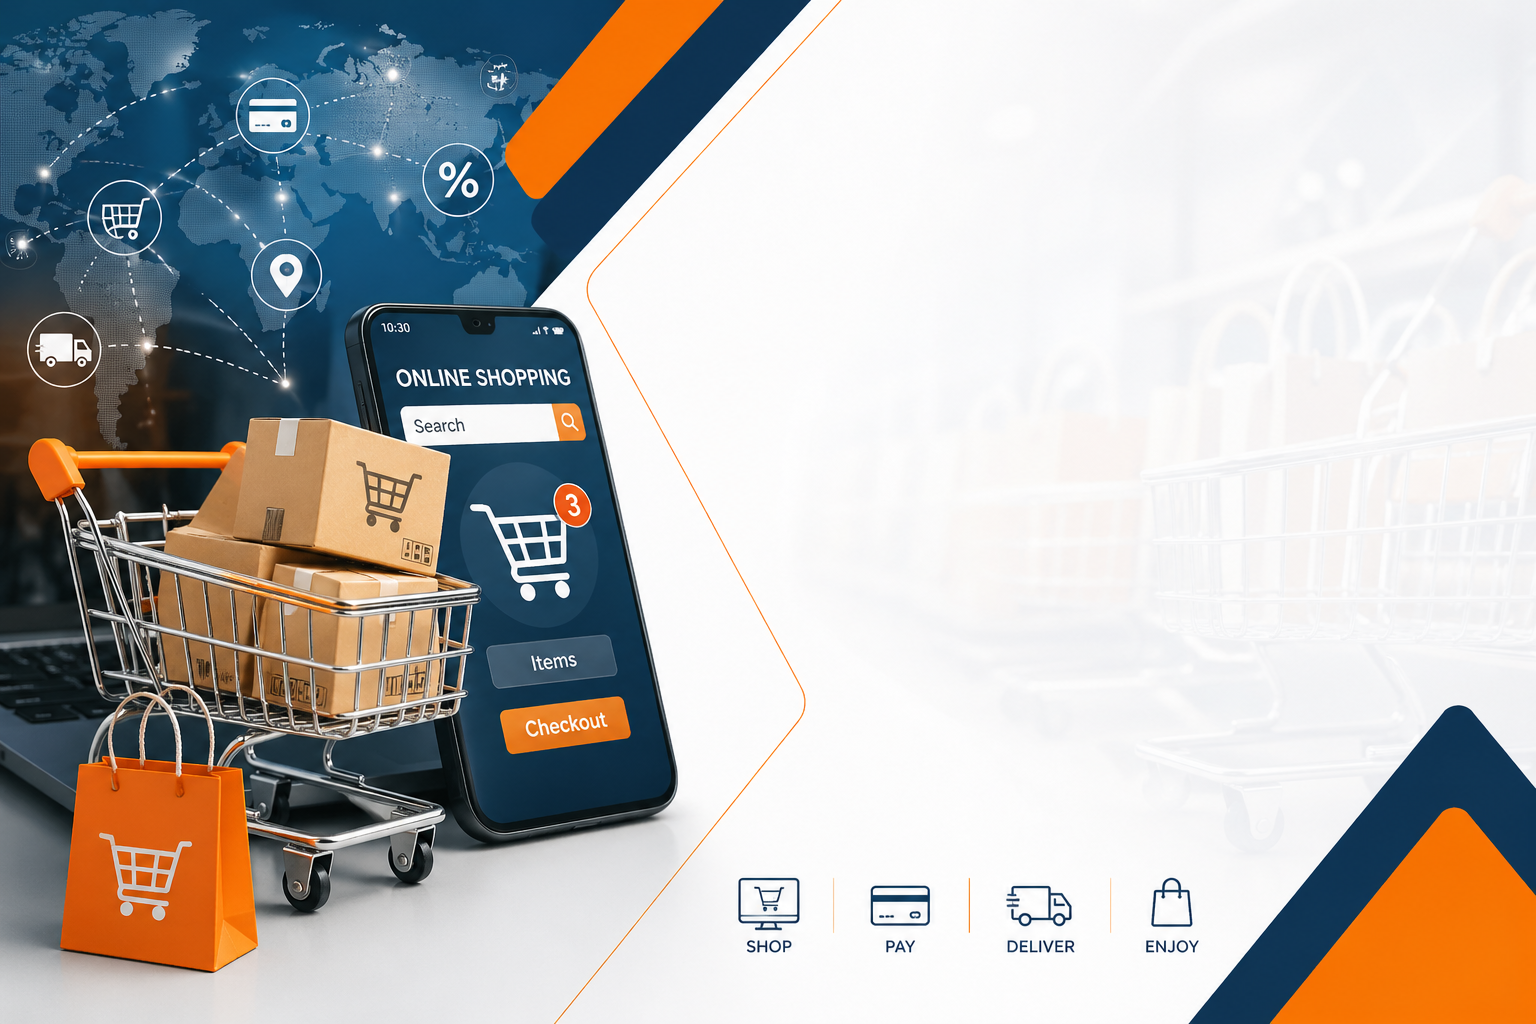 %
10:30
ONLINE SHOPPING
Search
3
Items
Checkout
SHOP
PAY
DELIVER
ENJOY